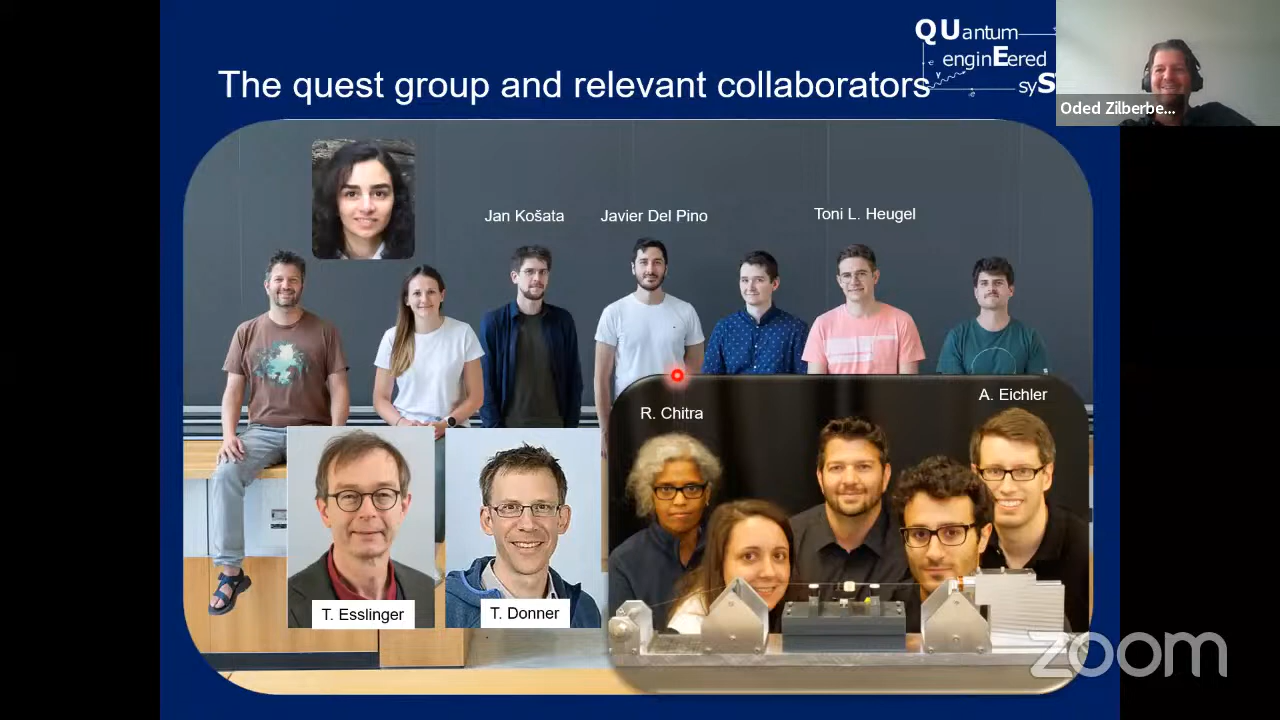 QUantum
enginEered
syS
Oded Zilberbe...
The quest group and relevant collaborators
Jan Košata
Javier Del Pino
Toni L. Heugel
R. Chitra
A. Eichler
T. Esslinger
T. Donner
zoom